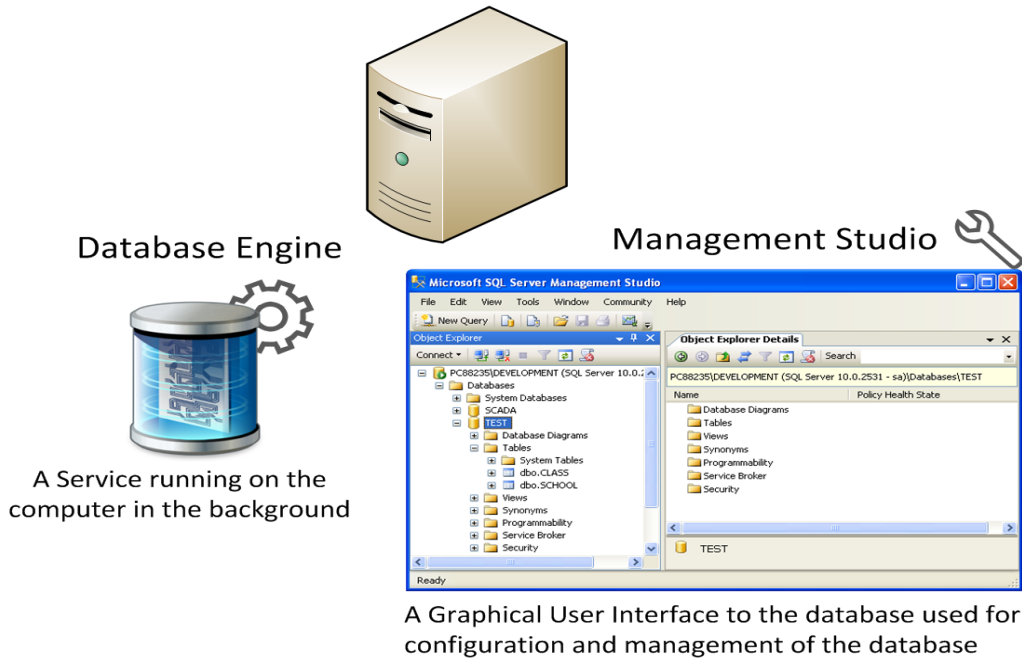 Database Engine
A Service running on the
computer in the background
Management Studio
Microsoft SQL Server Management Studio
File Edit View Tools Window Community Help
New Query
Object Explorer
Connect
PC88235\DEVELOPMENT (SQL Server 10.0.2
Databases
System Databases
SCADA
TEST
Database Diagrams
Tables
System Tables
dbo.CLASS
dbo.SCHOOL
Views
Synonyms
Programmability
Service Broker
Security
Object Explorer Details
Search
PC88235\DEVELOPMENT (SQL Server 10.0.2531 - sa)\Databases\TEST
Name Policy Health State
Database Diagrams
Tables
Views
Synonyms
Programmability
Service Broker
Security
TEST
Ready
A Graphical User Interface to the database used for
configuration and management of the database